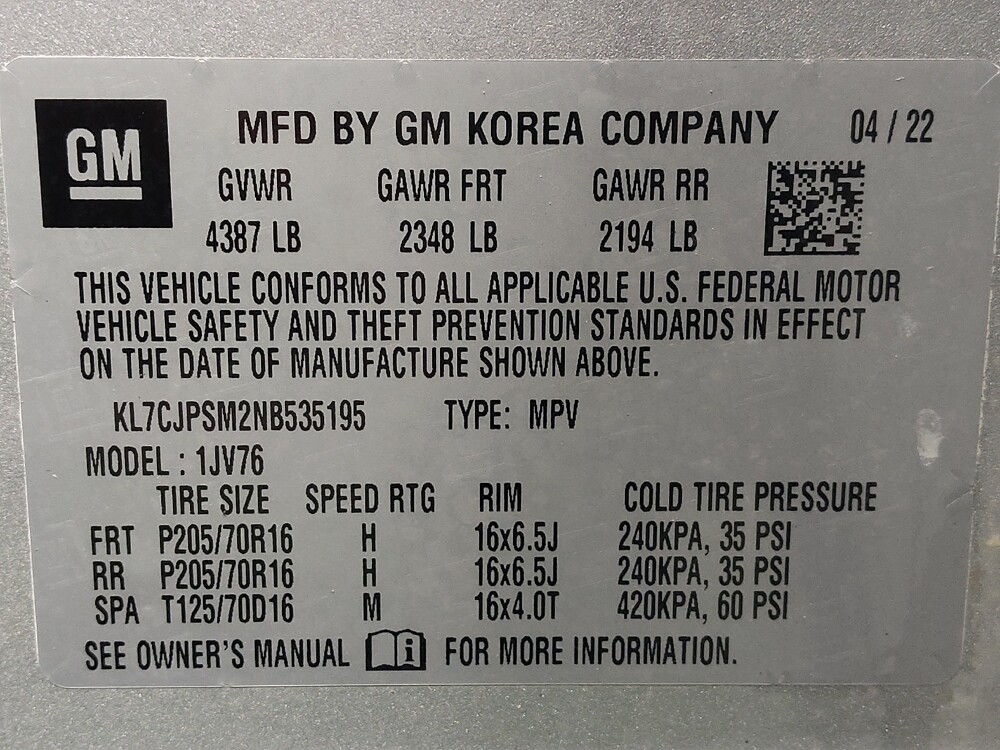 GM
MFD BY GM KOREA COMPANY 04 / 22
GVWR GAWR FRT GAWR RR
4387 LB 2348 LB 2194 LB
THIS VEHICLE CONFORMS TO ALL APPLICABLE U.S. FEDERAL MOTOR
VEHICLE SAFETY AND THEFT PREVENTION STANDARDS IN EFFECT
ON THE DATE OF MANUFACTURE SHOWN ABOVE.
KL7CJPSM2NB535195 TYPE: MPV
MODEL : 1JV76
TIRE SIZE SPEED RTG RIM COLD TIRE PRESSURE
FRT P205/70R16 H 16x6.5J 240KPA, 35 PSI
RR P205/70R16 H 16x6.5J 240KPA, 35 PSI
SPA T125/70D16 M 16x4.0T 420KPA, 60 PSI
SEE OWNER'S MANUAL i FOR MORE INFORMATION.